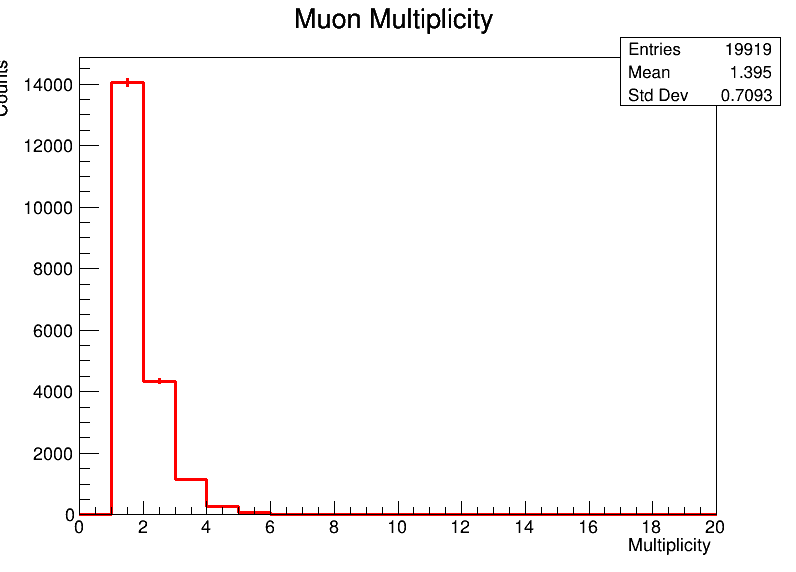 Muon Multiplicity
Entries 19919
Mean 1.395
Std Dev 0.7093
Counts
14000
12000
10000
8000
6000
4000
2000
0
0 2 4 6 8 10 12 14 16 18 20
Multiplicity